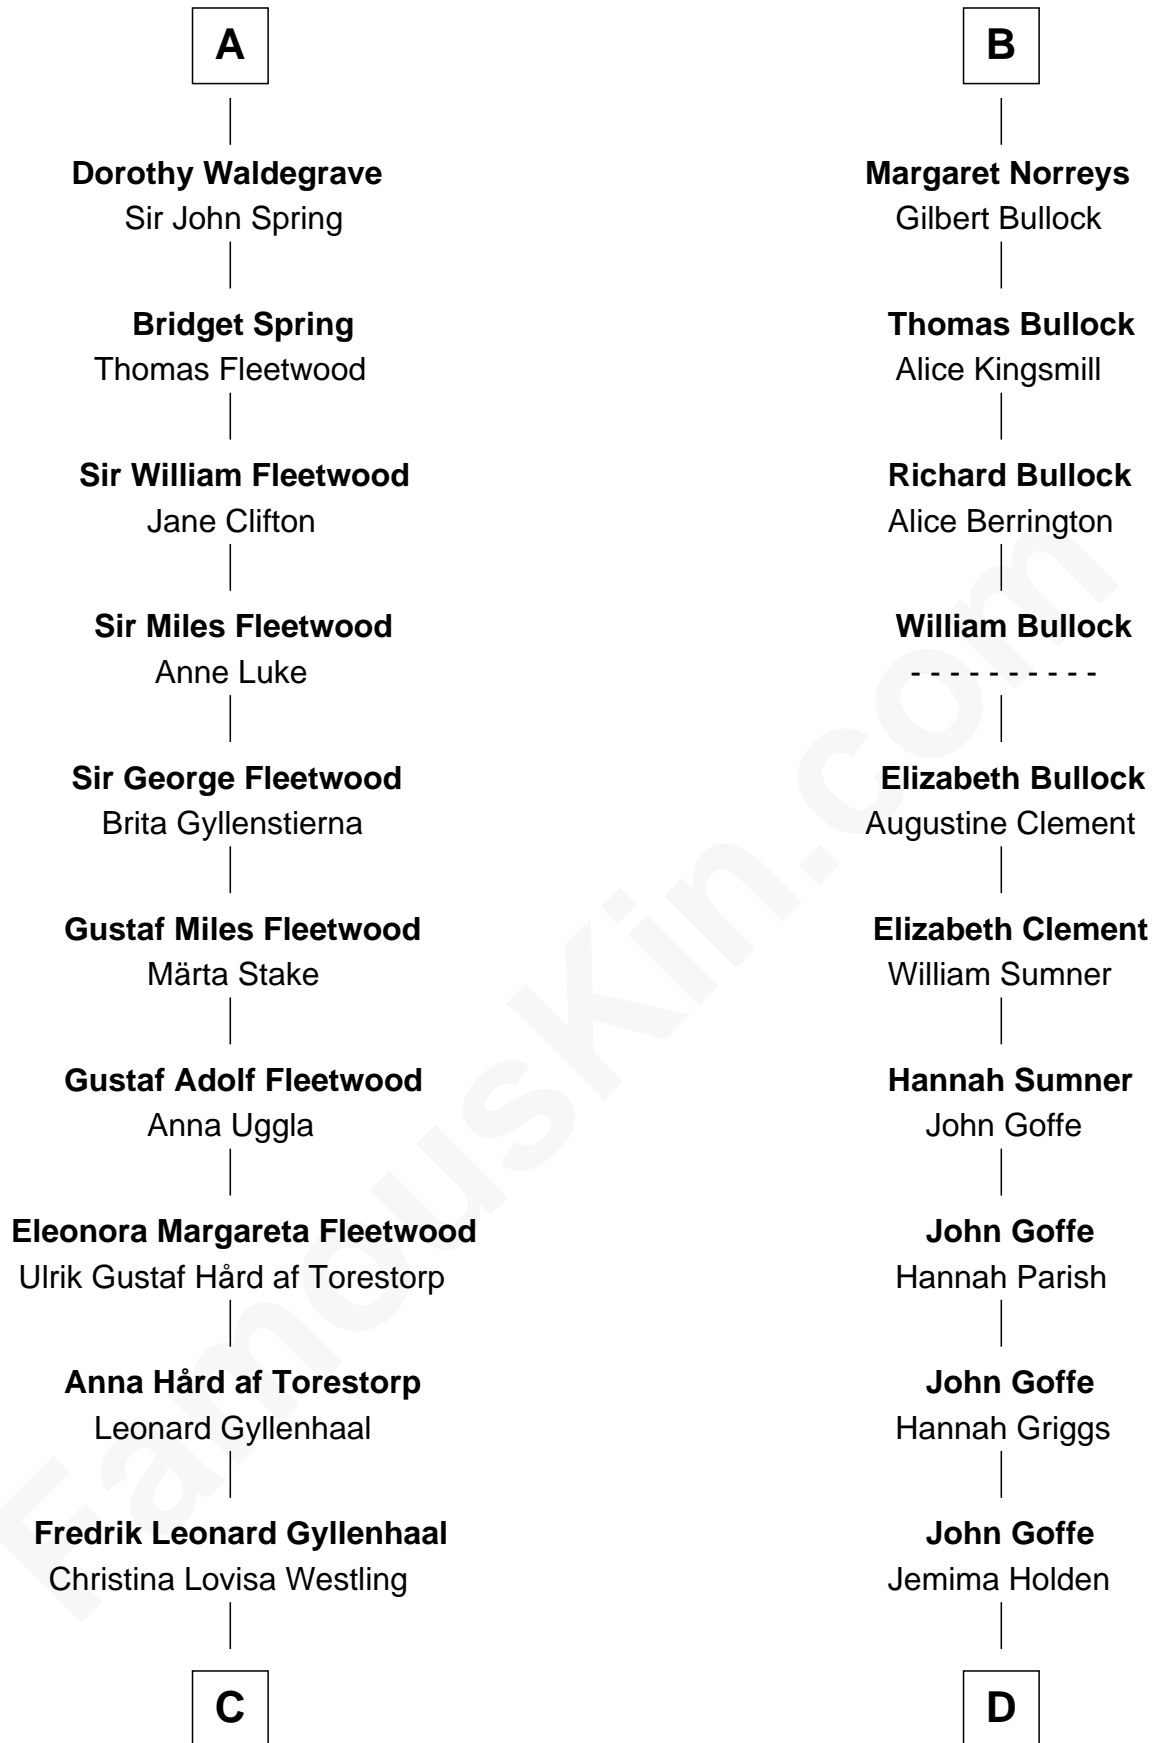 A
Dorothy Waldegrave
Sir John Spring
Bridget Spring
Thomas Fleetwood
Sir William Fleetwood
Jane Clifton
Sir Miles Fleetwood
Anne Luke
Sir George Fleetwood
Brita Gyllenstierna
Gustaf Miles Fleetwood
Märta Stake
Gustaf Adolf Fleetwood
Anna Uggla
Eleonora Margareta Fleetwood
Ulrik Gustaf Hård af Torestorp
Anna Hård af Torestorp
Leonard Gyllenhaal
Fredrik Leonard Gyllenhaal
Christina Lovisa Westling
C
B
Margaret Norreys
Gilbert Bullock
Thomas Bullock
Alice Kingsmill
Richard Bullock
Alice Berrington
William Bullock
- - - - - - - - - -
Elizabeth Bullock
Augustine Clement
Elizabeth Clement
William Sumner
Hannah Sumner
John Goffe
John Goffe
Hannah Parish
John Goffe
Hannah Griggs
John Goffe
Jemima Holden
D
FamousKin.com